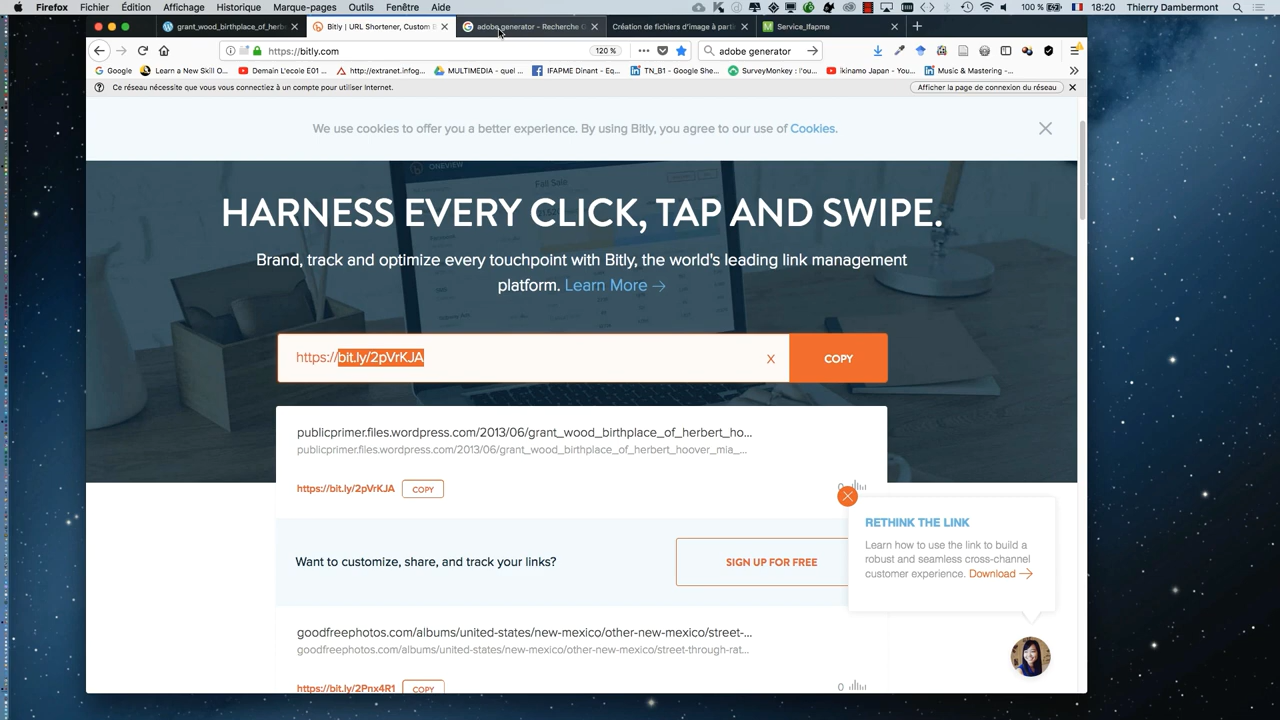 Firefox Fichier Édition Affichage Historique Marque-pages Outils Fenêtre Aide 100 % 18:20 Thierry Dambermont
grant_wood_birthplace_of_herbe
Bitly | URL Shortener, Custom
adobe generator - Recherche G
Création de fichiers d'image à parti
Service_Ifapme
https://bitly.com 120 % adobe generator
Google Learn a New Skill O... Demain L'ecole E01 ... http://extranet.infog... MULTIMEDIA - quel ... IFAPME Dinant - Eq... TN_B1 - Google She... SurveyMonkey : l'ou... ikinamo Japan - You... Music & Mastering -...
Ce réseau nécessite que vous vous connectiez à un compte pour utiliser Internet. Afficher la page de connexion du réseau
We use cookies to offer you a better experience. By using Bitly, you agree to our use of Cookies.
ONEVIEW
Fall Sale
HARNESS EVERY CLICK, TAP AND SWIPE.
Brand, track and optimize every touchpoint with Bitly, the world's leading link management
platform. Learn More →
https://bit.ly/2pVrKJA X COPY
publicprimer.files.wordpress.com/2013/06/grant_wood_birthplace_of_herbert_ho...
publicprimer.files.wordpress.com/2013/06/grant_wood_birthplace_of_herbert_hoover_mia_...
https://bit.ly/2pVrKJA COPY 0
Want to customize, share, and track your links? SIGN UP FOR FREE
RETHINK THE LINK
Learn how to use the link to build a
robust and seamless cross-channel
customer experience. Download →
goodfreephotos.com/albums/united-states/new-mexico/other-new-mexico/street-...
goodfreephotos.com/albums/united-states/new-mexico/other-new-mexico/street-through-rat...
https://bit.ly/2Pnx4R1 COPY 0